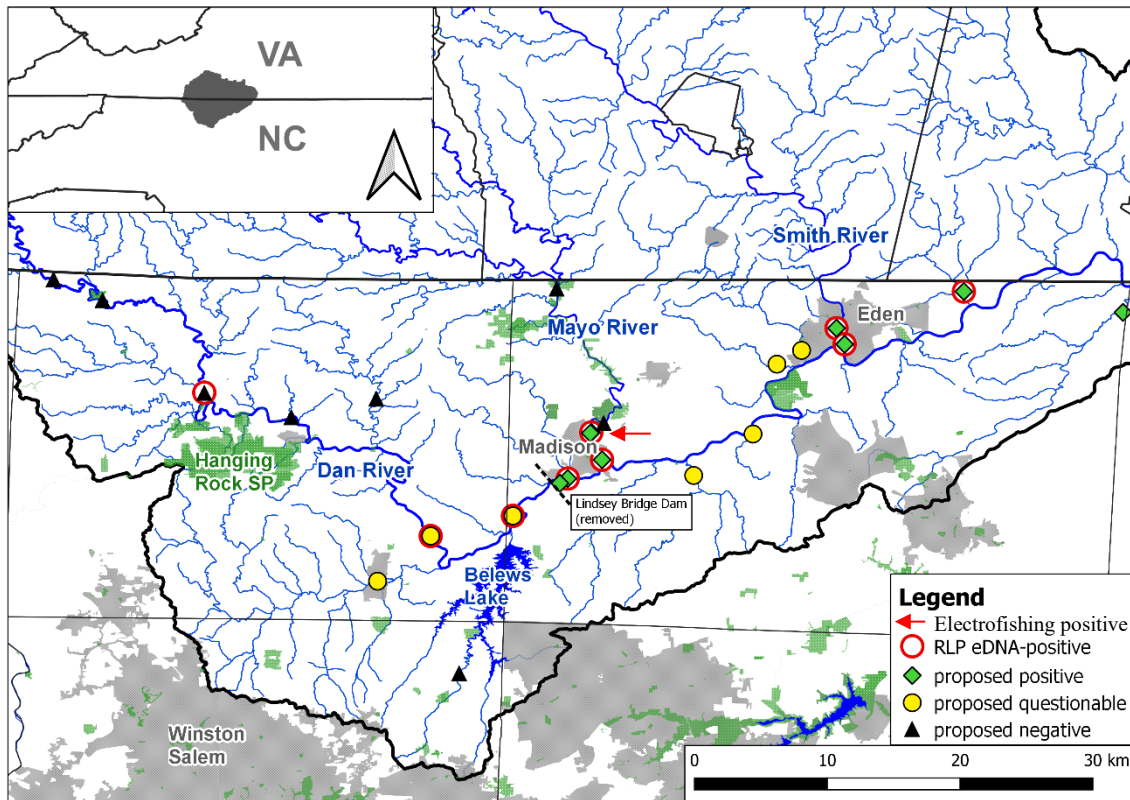 VA
NC
Smith River
Eden
Mayo River
Madison
Hanging
Rock SP
Dan River
Lindsey Bridge Dam
(removed)
Belews
Lake
Winston
Salem
Legend
Electrofishing positive
RLP eDNA-positive
proposed positive
proposed questionable
proposed negative
0 10 20 30 km